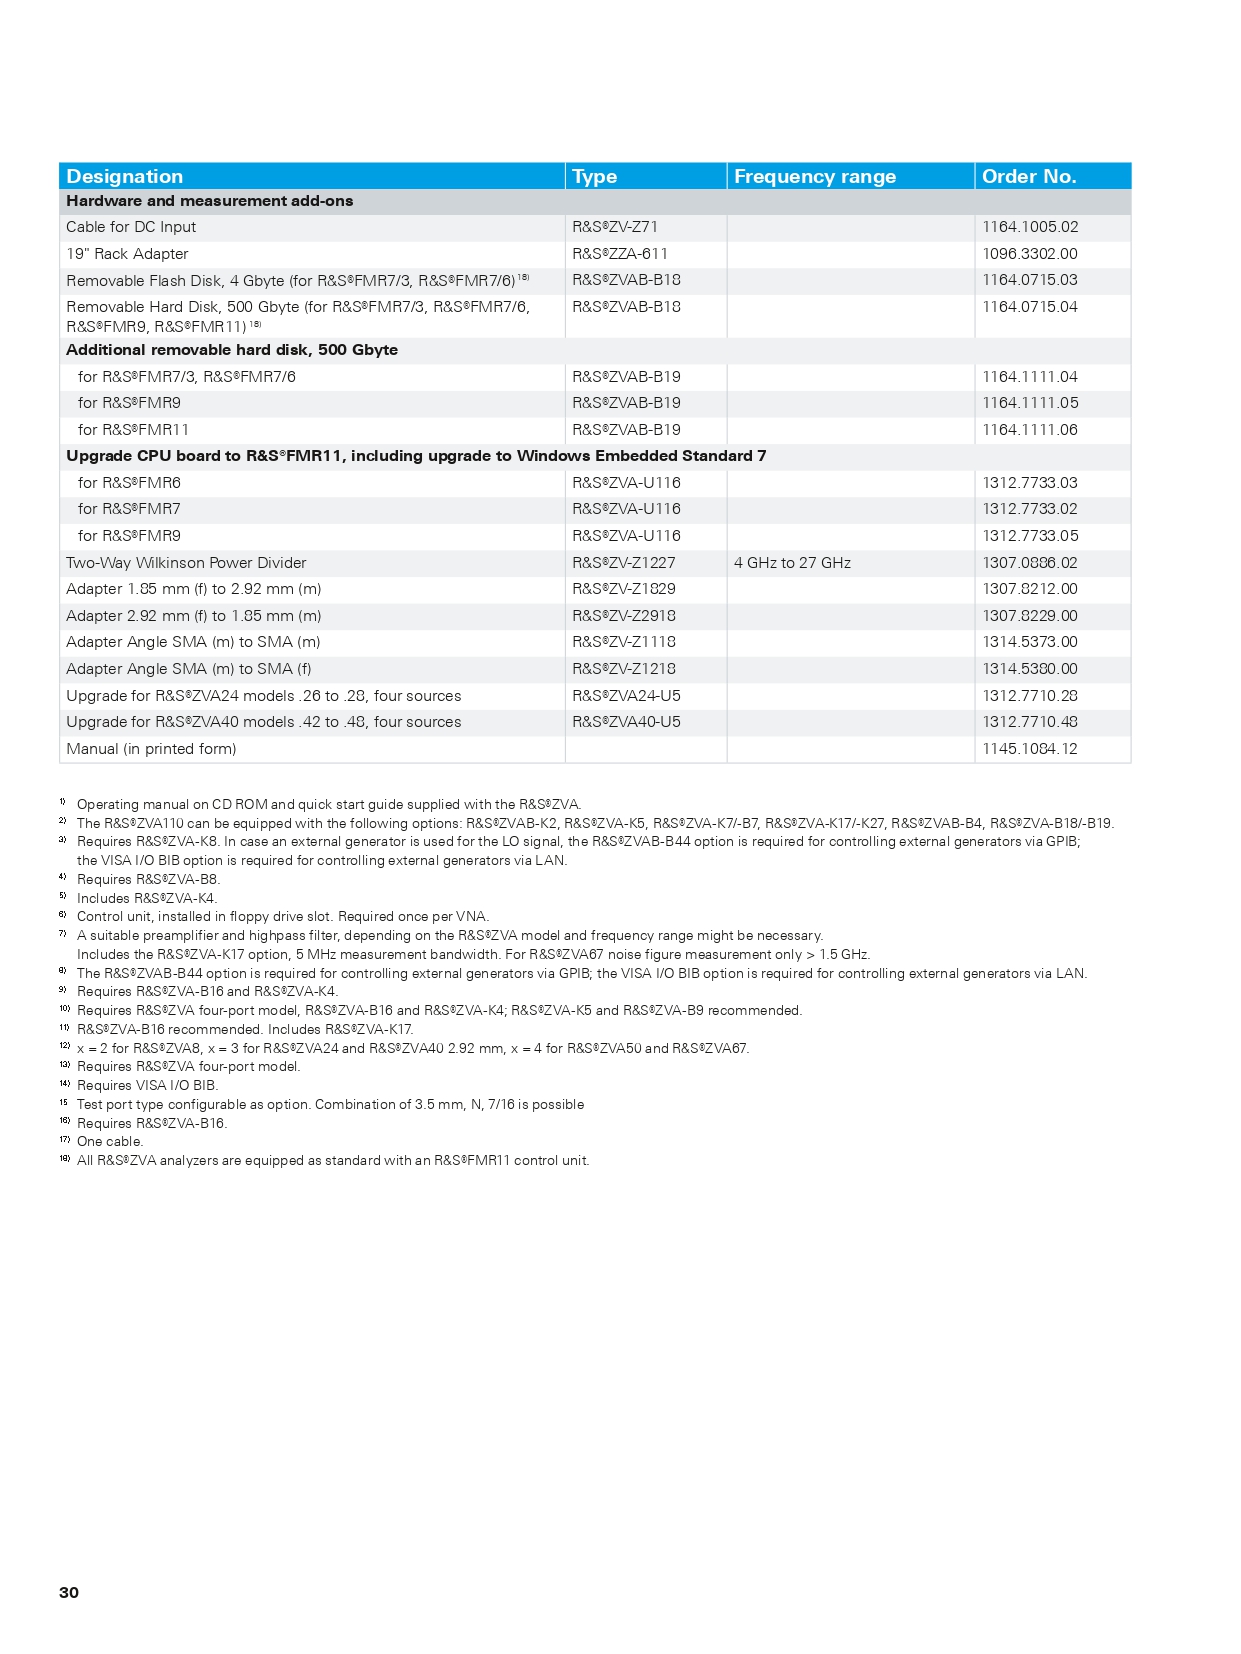 Designation Type Frequency range Order No.
Hardware and measurement add-ons
Cable for DC Input R&S®ZV-Z71 1164.1005.02
19" Rack Adapter R&S®ZZA-611 1096.3302.00
Removable Flash Disk, 4 Gbyte (for R&S®FMR7/3, R&S®FMR7/6) 18) R&S®ZVAB-B18 1164.0715.03
Removable Hard Disk, 500 Gbyte (for R&S®FMR7/3, R&S®FMR7/6, R&S®ZVAB-B18 1164.0715.04
R&S®FMR9, R&S®FMR11) 18)
Additional removable hard disk, 500 Gbyte
for R&S®FMR7/3, R&S®FMR7/6 R&S®ZVAB-B19 1164.1111.04
for R&S®FMR9 R&S®ZVAB-B19 1164.1111.05
for R&S®FMR11 R&S®ZVAB-B19 1164.1111.06
Upgrade CPU board to R&S®FMR11, including upgrade to Windows Embedded Standard 7
for R&S®FMR6 R&S®ZVA-U116 1312.7733.03
for R&S®FMR7 R&S®ZVA-U116 1312.7733.02
for R&S®FMR9 R&S®ZVA-U116 1312.7733.05
Two-Way Wilkinson Power Divider R&S®ZV-Z1227 4 GHz to 27 GHz 1307.0886.02
Adapter 1.85 mm (f) to 2.92 mm (m) R&S®ZV-Z1829 1307.8212.00
Adapter 2.92 mm (f) to 1.85 mm (m) R&S®ZV-Z2918 1307.8229.00
Adapter Angle SMA (m) to SMA (m) R&S®ZV-Z1118 1314.5373.00
Adapter Angle SMA (m) to SMA (f) R&S®ZV-Z1218 1314.5380.00
Upgrade for R&S®ZVA24 models .26 to .28, four sources R&S®ZVA24-U5 1312.7710.28
Upgrade for R&S®ZVA40 models .42 to .48, four sources R&S®ZVA40-U5 1312.7710.48
Manual (in printed form) 1145.1084.12
1) Operating manual on CD ROM and quick start guide supplied with the R&S®ZVA.
2) The R&S®ZVA110 can be equipped with the following options: R&S®ZVAB-K2, R&S®ZVA-K5, R&S®ZVA-K7/-B7, R&S®ZVA-K17/-K27, R&S®ZVAB-B4, R&S®ZVA-B18/-B19.
3) Requires R&S®ZVA-K8. In case an external generator is used for the LO signal, the R&S®ZVAB-B44 option is required for controlling external generators via GPIB;
the VISA I/O BIB option is required for controlling external generators via LAN.
4) Requires R&S®ZVA-B8.
5) Includes R&S®ZVA-K4.
6) Control unit, installed in floppy drive slot. Required once per VNA.
7) A suitable preamplifier and highpass filter, depending on the R&S®ZVA model and frequency range might be necessary.
Includes the R&S®ZVA-K17 option, 5 MHz measurement bandwidth. For R&S®ZVA67 noise figure measurement only > 1.5 GHz.
8) The R&S®ZVAB-B44 option is required for controlling external generators via GPIB; the VISA I/O BIB option is required for controlling external generators via LAN.
9) Requires R&S®ZVA-B16 and R&S®ZVA-K4.
10) Requires R&S®ZVA four-port model, R&S®ZVA-B16 and R&S®ZVA-K4; R&S®ZVA-K5 and R&S®ZVA-B9 recommended.
11) R&S®ZVA-B16 recommended. Includes R&S®ZVA-K17.
12) x = 2 for R&S®ZVA8, x = 3 for R&S®ZVA24 and R&S®ZVA40 2.92 mm, x = 4 for R&S®ZVA50 and R&S®ZVA67.
13) Requires R&S®ZVA four-port model.
14) Requires VISA I/O BIB.
15 Test port type configurable as option. Combination of 3.5 mm, N, 7/16 is possible
16) Requires R&S®ZVA-B16.
17) One cable.
18) All R&S®ZVA analyzers are equipped as standard with an R&S®FMR11 control unit.
30